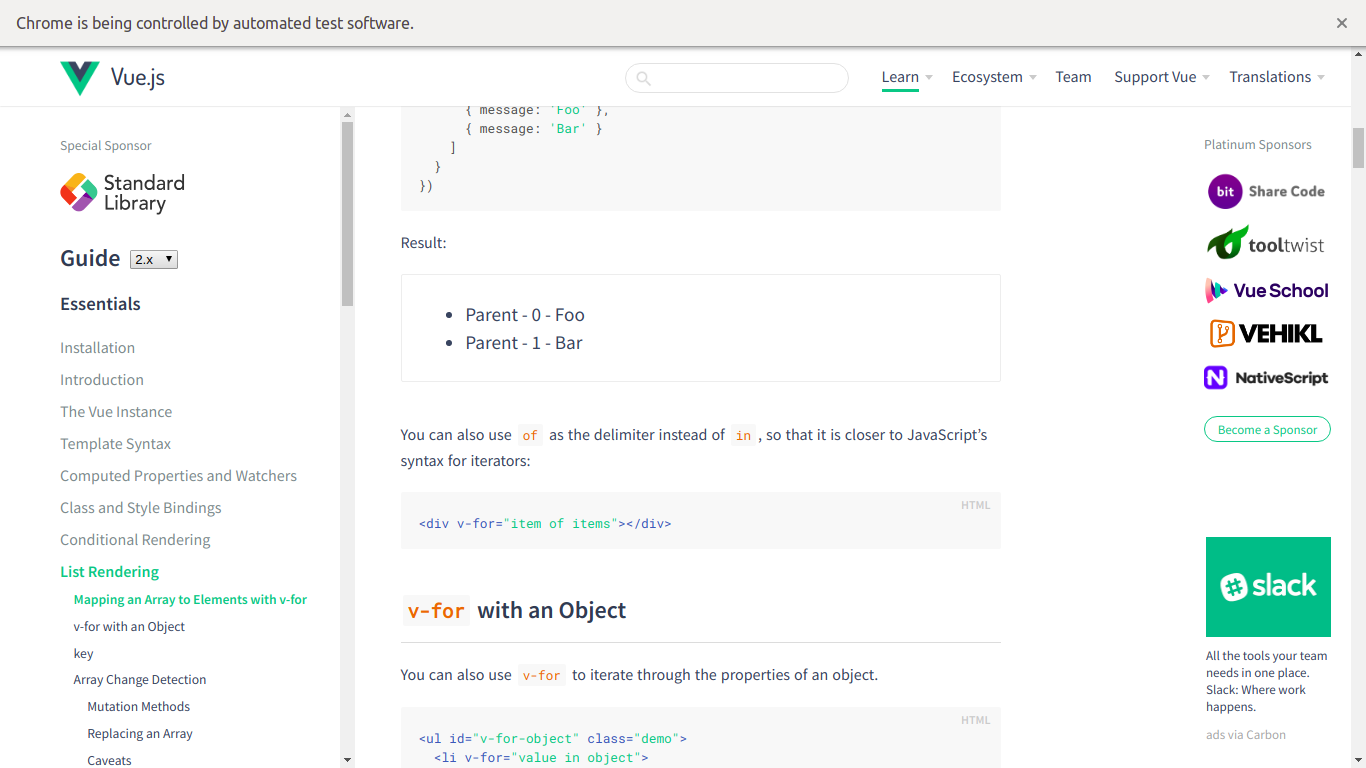 Chrome is being controlled by automated test software.
Vue.js
Learn
Ecosystem
Team
Support Vue
Translations
Special Sponsor
Standard
Library
Guide
2.x
Essentials
Installation
Introduction
The Vue Instance
Template Syntax
Computed Properties and Watchers
Class and Style Bindings
Conditional Rendering
List Rendering
Mapping an Array to Elements with v-for
v-for with an Object
key
Array Change Detection
Mutation Methods
Replacing an Array
Caveats
{ message: 'Foo' },
{ message: 'Bar' }
]
}
})
Result:
Parent - 0 - Foo
Parent - 1 - Bar
You can also use of as the delimiter instead of in , so that it is closer to JavaScript’s
syntax for iterators:
HTML
<div v-for="item of items"></div>
v-for with an Object
You can also use v-for to iterate through the properties of an object.
HTML
<ul id="v-for-object" class="demo">
<li v-for="value in object">
Platinum Sponsors
bit Share Code
tooltwist
Vue School
VEHIKL
NativeScript
Become a Sponsor
slack
All the tools your team
needs in one place.
Slack: Where work
happens.
ads via Carbon